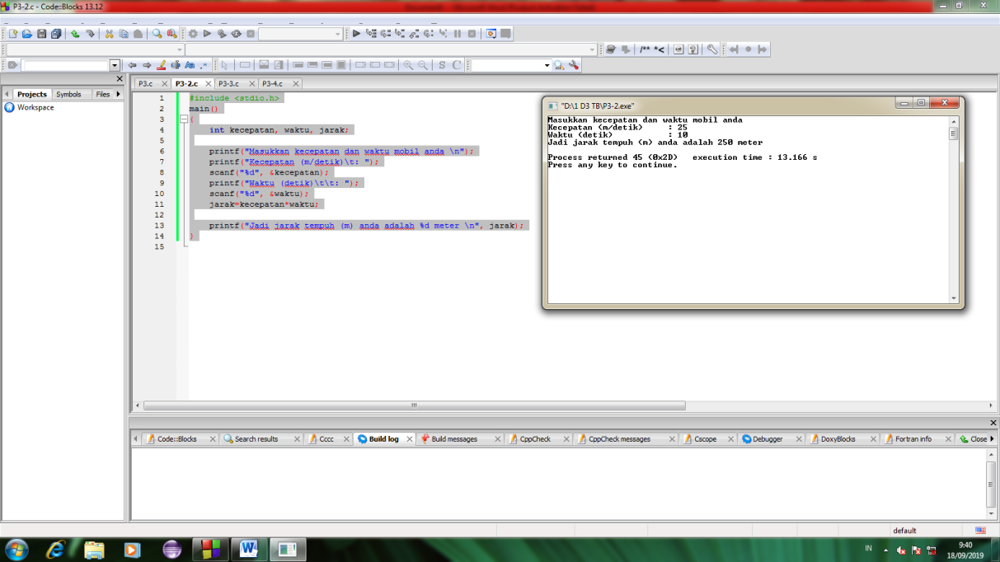 P3-2.c - Code::Blocks 13.12
Projects
Symbols
Files
Workspace
P3.c
P3-2.c
P3-3.c
P3-4.c
1 #include <stdio.h>
2 main()
3 {
4 int kecepatan, waktu, jarak;
5
6 printf("Masukkan kecepatan dan waktu mobil anda \n");
7 printf("Kecepatan (m/detik)\t: ");
8 scanf("%d", &kecepatan);
9 printf("Waktu (detik)\t\t: ");
10 scanf("%d", &waktu);
11 jarak=kecepatan*waktu;
12
13 printf("Jadi jarak tempuh (m) anda adalah %d meter \n", jarak);
14 }
15
"D:\1 D3 TB\P3-2.exe"
Masukkan kecepatan dan waktu mobil anda
Kecepatan (m/detik) : 25
Waktu (detik) : 10
Jadi jarak tempuh (m) anda adalah 250 meter
Process returned 45 (0x2D) execution time : 13.166 s
Press any key to continue.
Code::Blocks
Search results
Cccc
Build log
Build messages
CppCheck
CppCheck messages
Cscope
Debugger
DoxyBlocks
Fortran info
Close
default
IN
9:40
18/09/2019